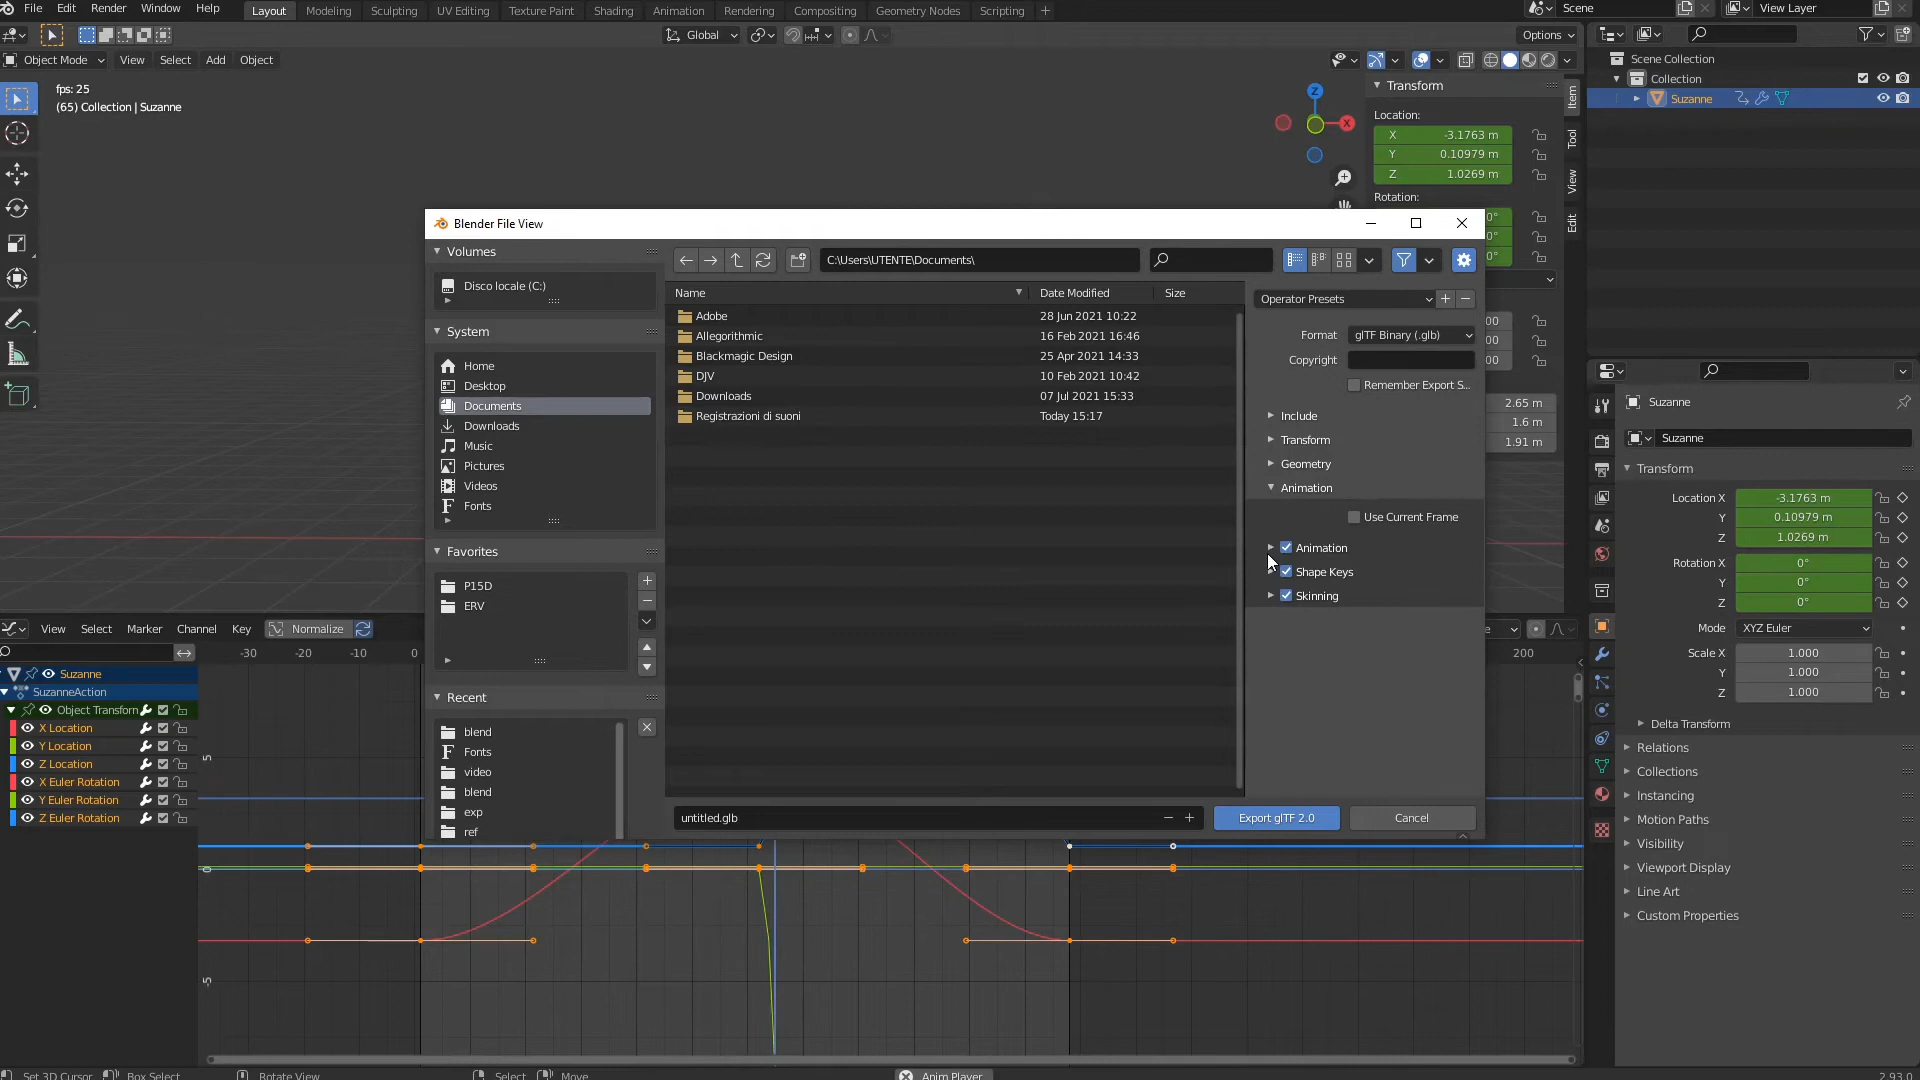 File Edit Render Window Help Layout Modeling Sculpting UV Editing Texture Paint Shading Animation Rendering Compositing Geometry Nodes Scripting + Scene View Layer
Global Options
Object Mode View Select Add Object
fps: 25
(65) Collection | Suzanne
Z
X
Transform
Location:
X -3.1763 m
Y 0.10979 m
Z 1.0269 m
Rotation:
Item
Tool
View
Edit
2.65 m
1.6 m
1.91 m
Scene Collection
Collection
Suzanne
Blender File View
Volumes
Disco locale (C:)
System
Home
Desktop
Documents
Downloads
Music
Pictures
Videos
Fonts
Favorites
P15D
ERV
Recent
blend
Fonts
video
blend
exp
ref
C:\Users\UTENTE\Documents\
Name Date Modified Size
Adobe 28 Jun 2021 10:22
Allegorithmic 16 Feb 2021 16:46
Blackmagic Design 25 Apr 2021 14:33
DJV 10 Feb 2021 10:42
Downloads 07 Jul 2021 15:33
Registrazioni di suoni Today 15:17
Operator Presets
Format glTF Binary (.glb)
Copyright
Remember Export S...
Include
Transform
Geometry
Animation
Use Current Frame
Animation
Shape Keys
Skinning
untitled.glb Export glTF 2.0 Cancel
Suzanne
Suzanne
Transform
Location X -3.1763 m
Y 0.10979 m
Z 1.0269 m
Rotation X 0°
Y 0°
Z 0°
Mode XYZ Euler
Scale X 1.000
Y 1.000
Z 1.000
Delta Transform
Relations
Collections
Instancing
Motion Paths
Visibility
Viewport Display
Line Art
Custom Properties
View Select Marker Channel Key Normalize
-30 -20 -10 0 200
Suzanne
SuzanneAction
Object Transform
X Location
Y Location
Z Location
X Euler Rotation
Y Euler Rotation
Z Euler Rotation
5
0
-5
Set 3D Cursor Box Select Rotate View Select Move Anim Player 2.93.0